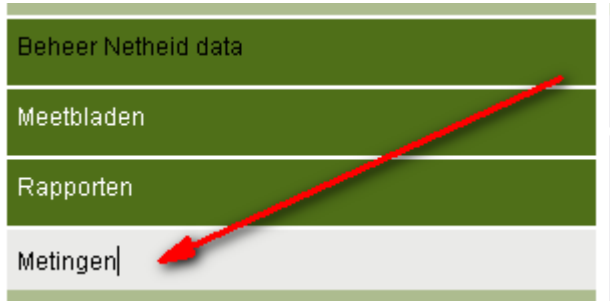 Beheer Netheid data
Meetbladen
Rapporten
Metingen